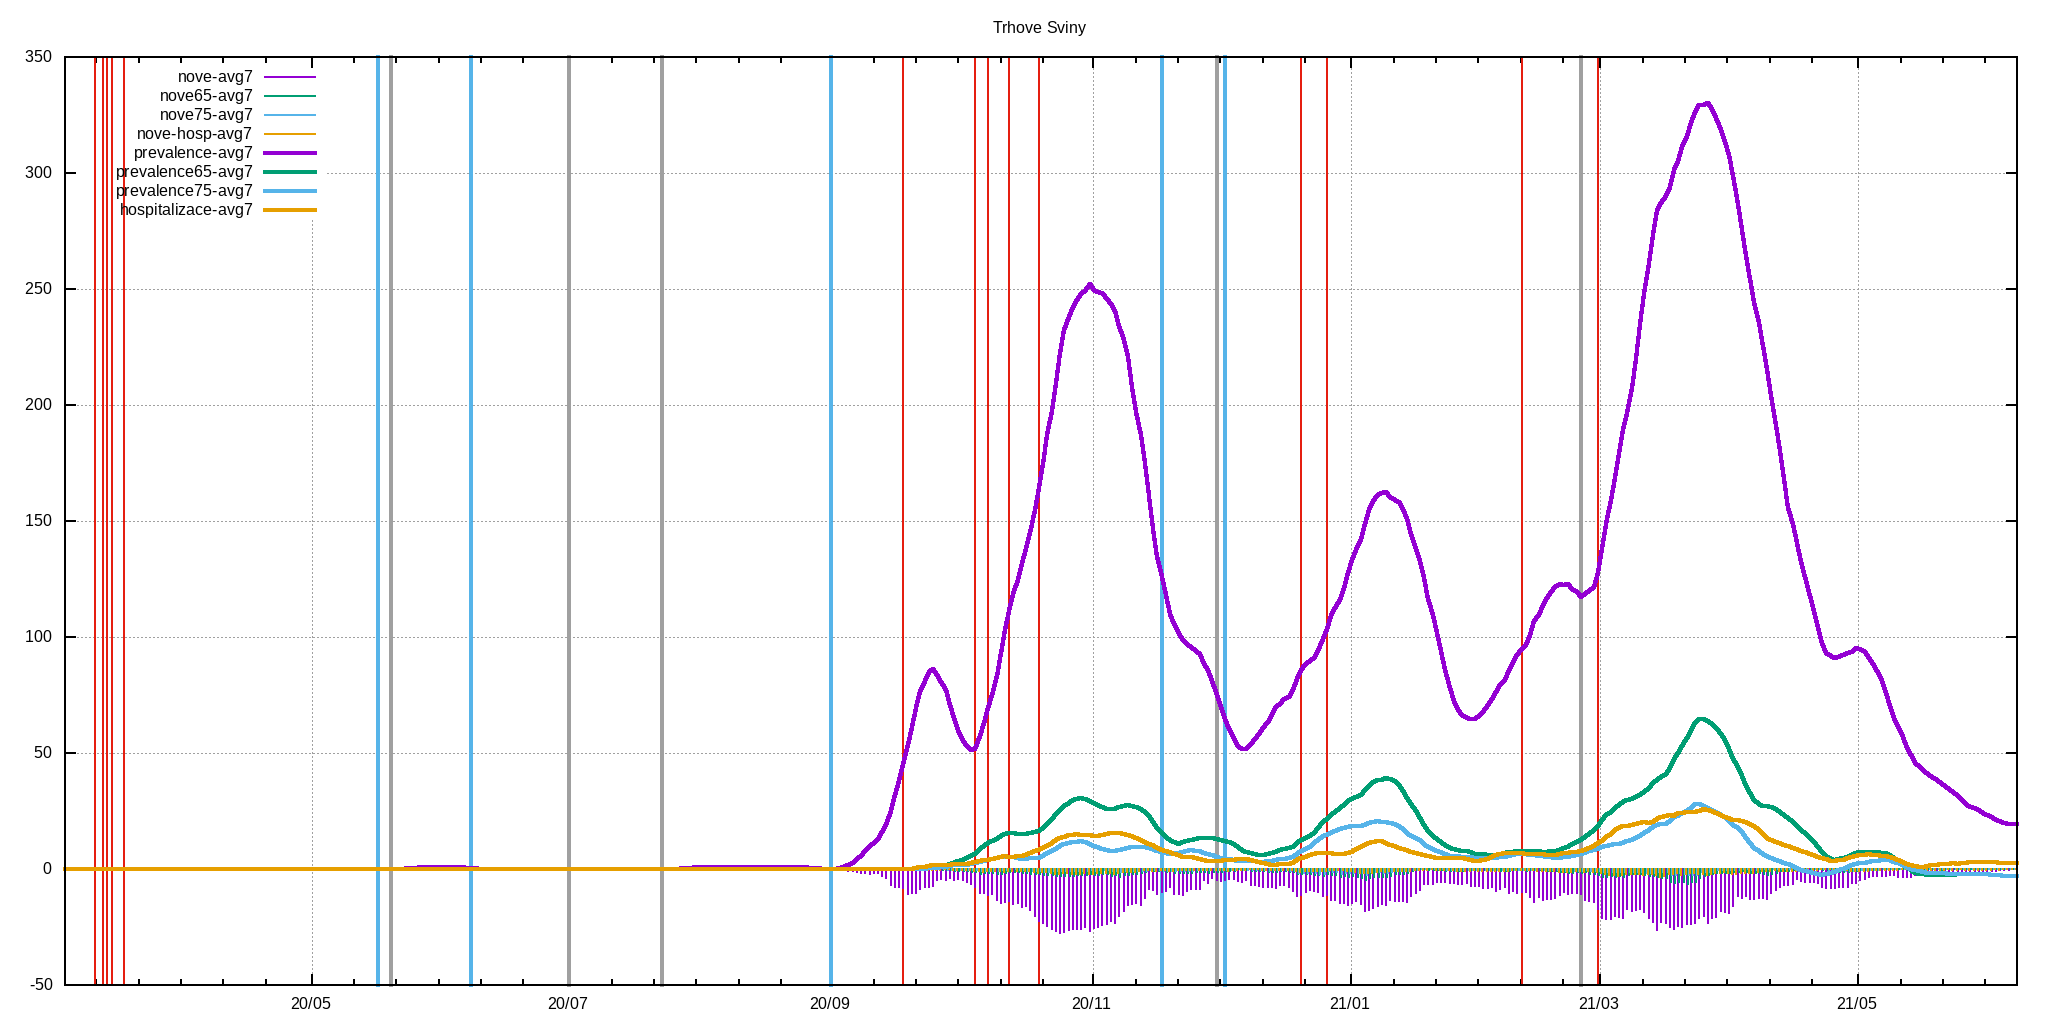 Trhove Sviny
350
300
250
200
150
100
50
0
-50
nove-avg7
nove65-avg7
nove75-avg7
nove-hosp-avg7
prevalence-avg7
prevalence65-avg7
prevalence75-avg7
hospitalizace-avg7
20/05 20/07 20/09 20/11 21/01 21/03 21/05